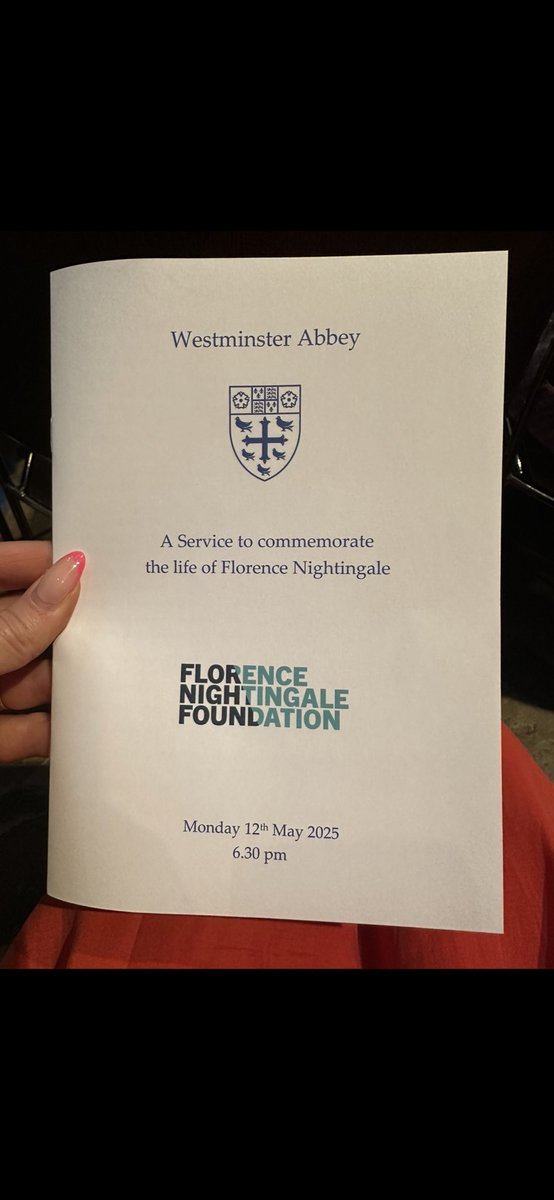 Westminster Abbey
A Service to commemorate
the life of Florence Nightingale
FLORENCE
NIGHTINGALE
FOUNDATION
Monday 12th May 2025
6.30 pm